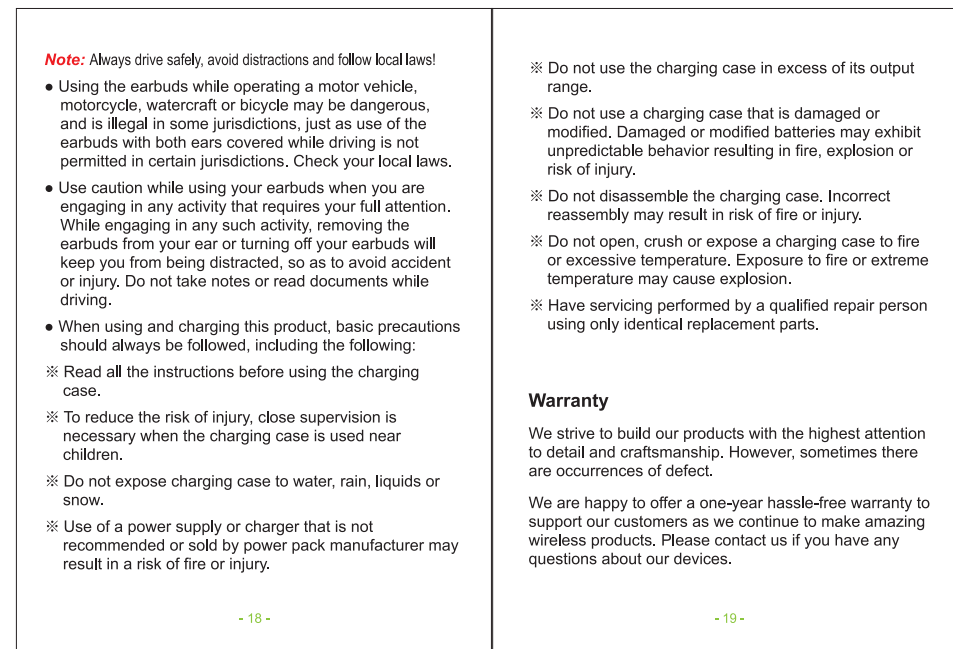 Note: Always drive safely, avoid distractions and follow local laws!
● Using the earbuds while operating a motor vehicle,
motorcycle, watercraft or bicycle may be dangerous,
and is illegal in some jurisdictions, just as use of the
earbuds with both ears covered while driving is not
permitted in certain jurisdictions. Check your local laws.
● Use caution while using your earbuds when you are
engaging in any activity that requires your full attention.
While engaging in any such activity, removing the
earbuds from your ear or turning off your earbuds will
keep you from being distracted, so as to avoid accident
or injury. Do not take notes or read documents while
driving.
● When using and charging this product, basic precautions
should always be followed, including the following:
※ Read all the instructions before using the charging
case.
※ To reduce the risk of injury, close supervision is
necessary when the charging case is used near
children.
※ Do not expose charging case to water, rain, liquids or
snow.
※ Use of a power supply or charger that is not
recommended or sold by power pack manufacturer may
result in a risk of fire or injury.
- 18 -
※ Do not use the charging case in excess of its output
range.
※ Do not use a charging case that is damaged or
modified. Damaged or modified batteries may exhibit
unpredictable behavior resulting in fire, explosion or
risk of injury.
※ Do not disassemble the charging case. Incorrect
reassembly may result in risk of fire or injury.
※ Do not open, crush or expose a charging case to fire
or excessive temperature. Exposure to fire or extreme
temperature may cause explosion.
※ Have servicing performed by a qualified repair person
using only identical replacement parts.
Warranty
We strive to build our products with the highest attention
to detail and craftsmanship. However, sometimes there
are occurrences of defect.
We are happy to offer a one-year hassle-free warranty to
support our customers as we continue to make amazing
wireless products. Please contact us if you have any
questions about our devices.
- 19 -